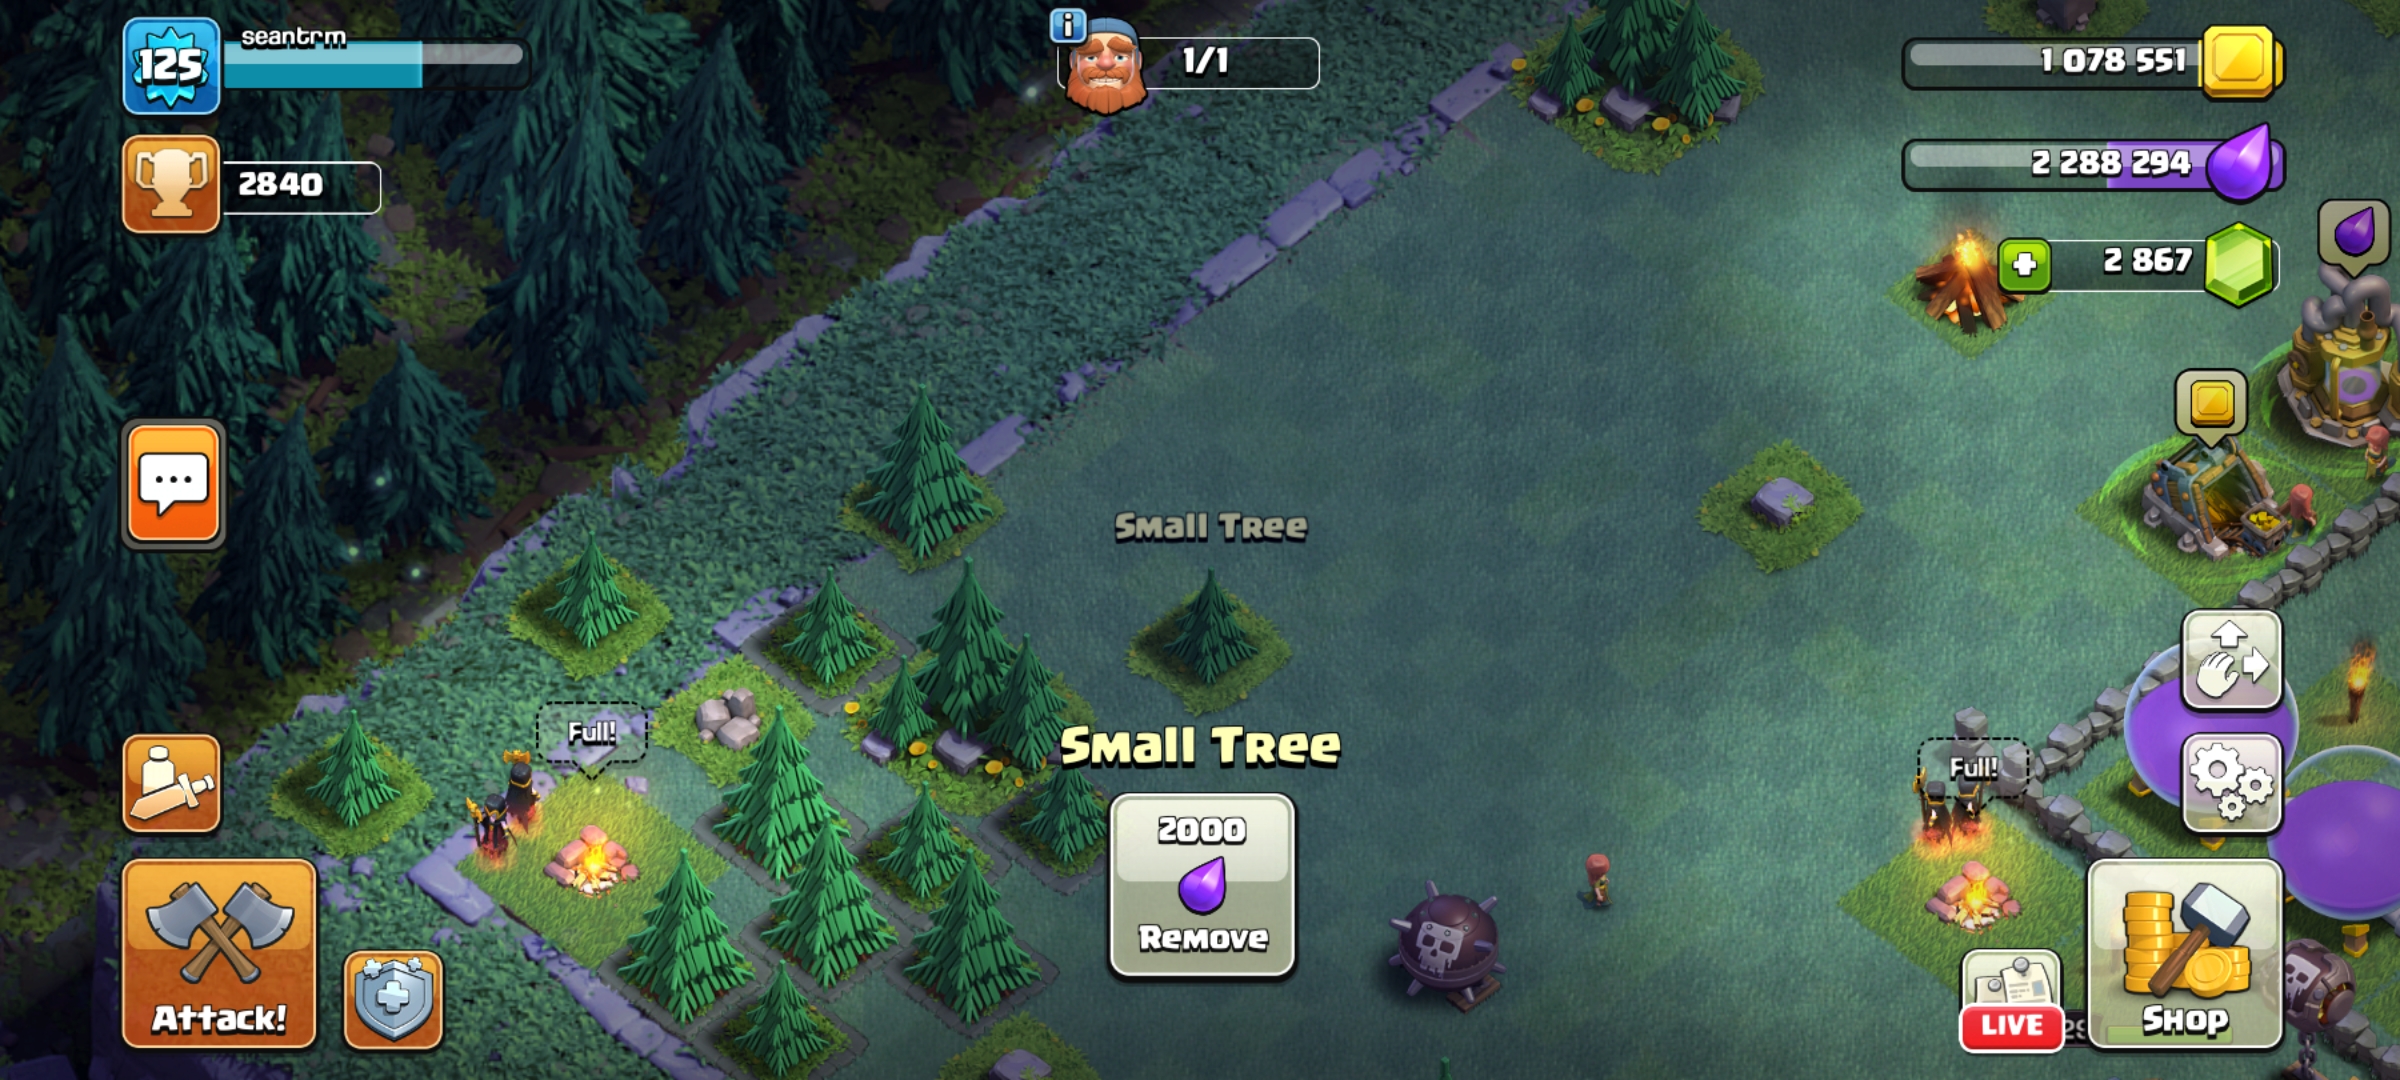 125
seantrm
i
1/1
1 078 551
2840
2 288 294
2 867
Small Tree
Full!
Small Tree
Full!
2000
Remove
Attack!
LIVE
Shop